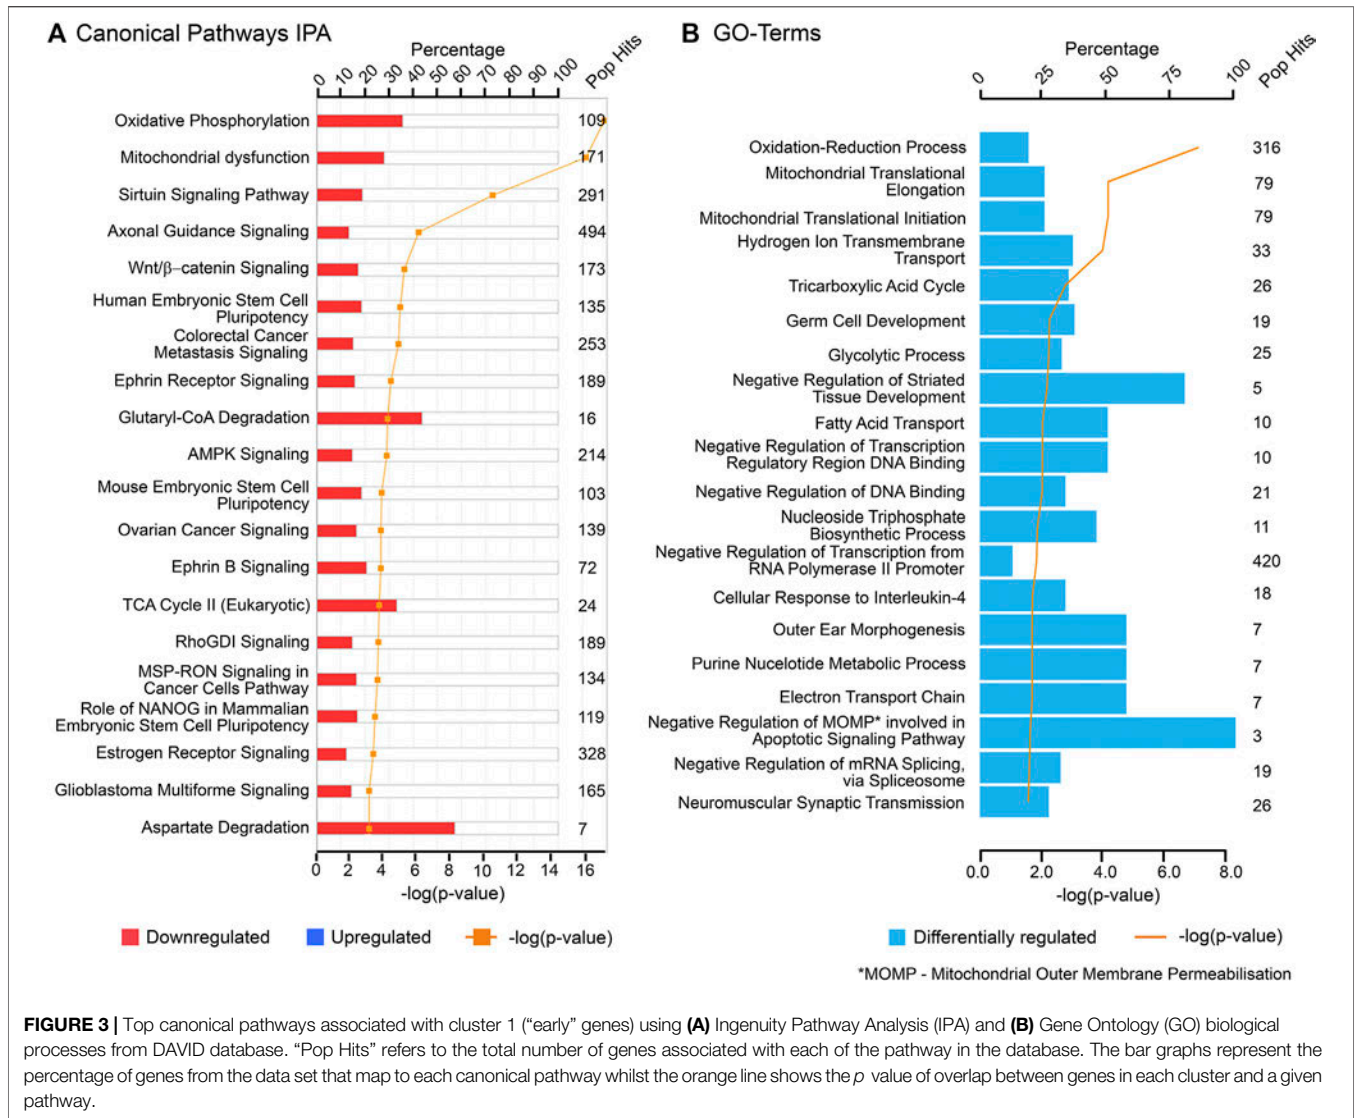 A Canonical Pathways IPA
Percentage
0 10 20 30 40 50 60 70 80 90 100 Pop Hits
Oxidative Phosphorylation 109
Mitochondrial dysfunction 171
Sirtuin Signaling Pathway 291
Axonal Guidance Signaling 494
Wnt/β–catenin Signaling 173
Human Embryonic Stem Cell
Pluripotency 135
Colorectal Cancer
Metastasis Signaling 253
Ephrin Receptor Signaling 189
Glutaryl-CoA Degradation 16
AMPK Signaling 214
Mouse Embryonic Stem Cell
Pluripotency 103
Ovarian Cancer Signaling 139
Ephrin B Signaling 72
TCA Cycle II (Eukaryotic) 24
RhoGDI Signaling 189
MSP-RON Signaling in
Cancer Cells Pathway 134
Role of NANOG in Mammalian
Embryonic Stem Cell Pluripotency 119
Estrogen Receptor Signaling 328
Glioblastoma Multiforme Signaling 165
Aspartate Degradation 7
0 2 4 6 8 10 12 14 16
-log(p-value)
Downregulated Upregulated -log(p-value)
B GO-Terms
Percentage
0 25 50 75 100 Pop Hits
Oxidation-Reduction Process 316
Mitochondrial Translational
Elongation 79
Mitochondrial Translational Initiation 79
Hydrogen Ion Transmembrane
Transport 33
Tricarboxylic Acid Cycle 26
Germ Cell Development 19
Glycolytic Process 25
Negative Regulation of Striated
Tissue Development 5
Fatty Acid Transport 10
Negative Regulation of Transcription
Regulatory Region DNA Binding 10
Negative Regulation of DNA Binding 21
Nucleoside Triphosphate
Biosynthetic Process 11
Negative Regulation of Transcription from
RNA Polymerase II Promoter 420
Cellular Response to Interleukin-4 18
Outer Ear Morphogenesis 7
Purine Nucelotide Metabolic Process 7
Electron Transport Chain 7
Negative Regulation of MOMP* involved in
Apoptotic Signaling Pathway 3
Negative Regulation of mRNA Splicing,
via Spliceosome 19
Neuromuscular Synaptic Transmission 26
0.0 2.0 4.0 6.0 8.0
-log(p-value)
Differentially regulated -log(p-value)
*MOMP - Mitochondrial Outer Membrane Permeabilisation
FIGURE 3 | Top canonical pathways associated with cluster 1 (“early” genes) using (A) Ingenuity Pathway Analysis (IPA) and (B) Gene Ontology (GO) biological
processes from DAVID database. “Pop Hits” refers to the total number of genes associated with each of the pathway in the database. The bar graphs represent the
percentage of genes from the data set that map to each canonical pathway whilst the orange line shows the p value of overlap between genes in each cluster and a given
pathway.